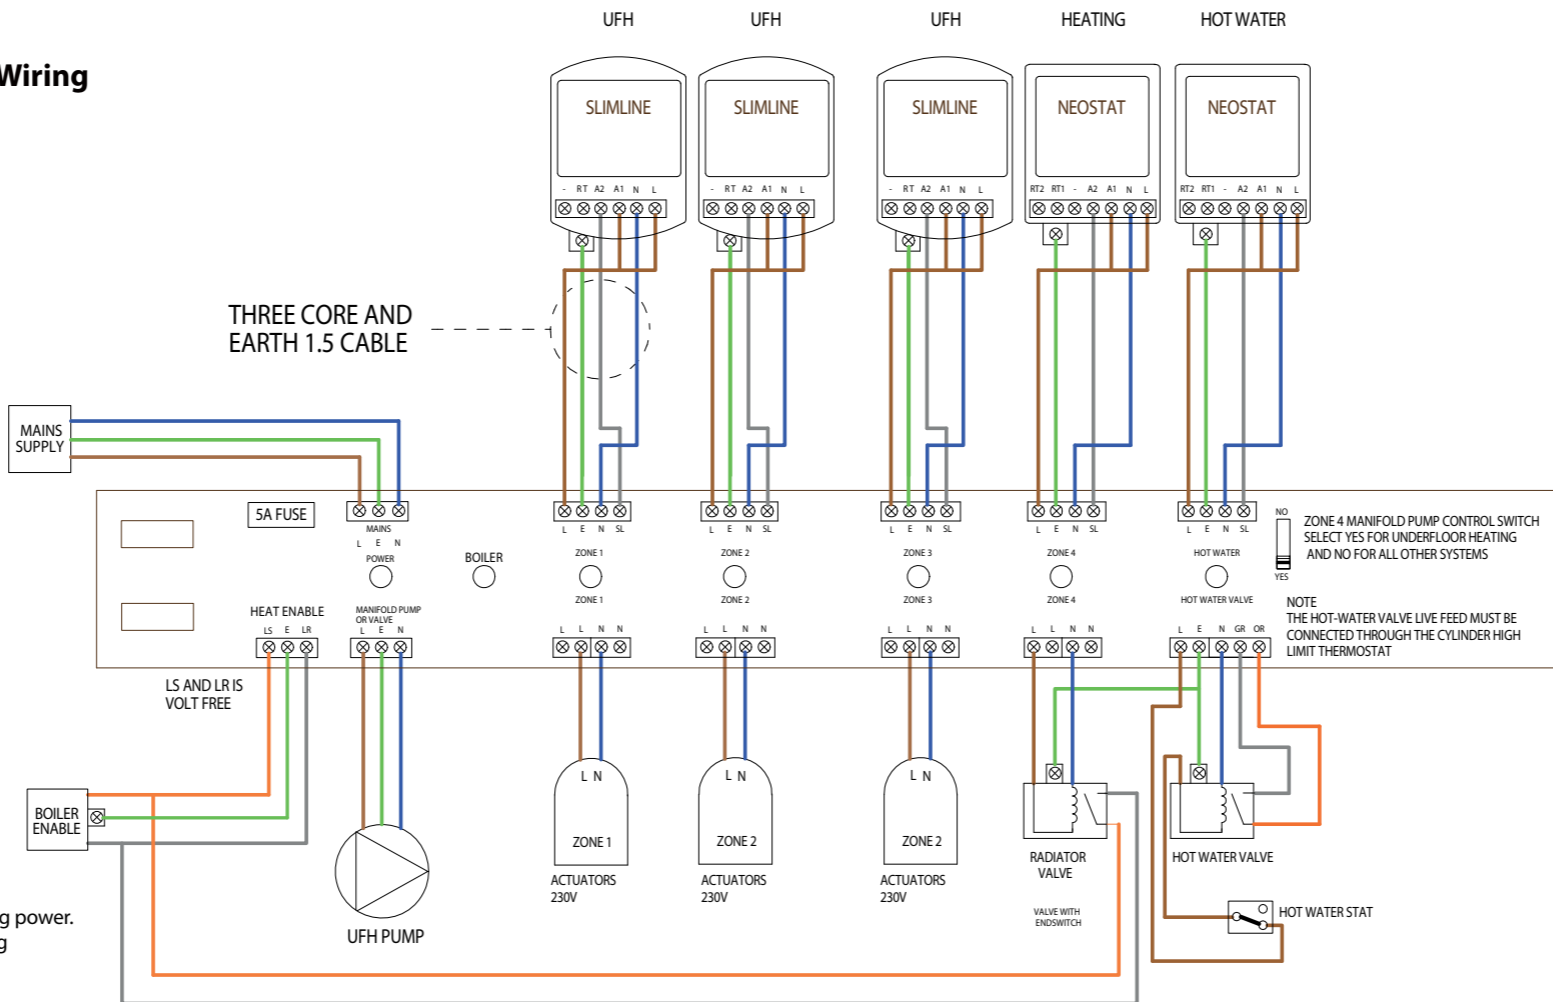 UFH UFH UFH HEATING HOT WATER
Wiring
SLIMLINE SLIMLINE SLIMLINE NEOSTAT NEOSTAT
- RT A2 A1 N L - RT A2 A1 N L - RT A2 A1 N L RT2 RT1 - A2 A1 N L RT2 RT1 - A2 A1 N L
THREE CORE AND
EARTH 1.5 CABLE
MAINS
SUPPLY
5A FUSE
MAINS
L E N
POWER
BOILER
L E N SL
ZONE 1
ZONE 1
L E N SL
ZONE 2
ZONE 2
L E N SL
ZONE 3
ZONE 3
L E N SL
ZONE 4
ZONE 4
L E N SL
HOT WATER
HOT WATER VALVE
NO
YES
ZONE 4 MANIFOLD PUMP CONTROL SWITCH
SELECT YES FOR UNDERFLOOR HEATING
AND NO FOR ALL OTHER SYSTEMS
NOTE
THE HOT-WATER VALVE LIVE FEED MUST BE
CONNECTED THROUGH THE CYLINDER HIGH
LIMIT THERMOSTAT
HEAT ENABLE
LS E LR
MANIFOLD PUMP
OR VALVE
L E N
L L N N
L L N N
L L N N
L L N N
L E N GR OR
LS AND LR IS
VOLT FREE
BOILER
ENABLE
UFH PUMP
L N
ZONE 1
ACTUATORS
230V
L N
ZONE 2
ACTUATORS
230V
L N
ZONE 2
ACTUATORS
230V
RADIATOR
VALVE
VALVE WITH
ENDSWITCH
HOT WATER VALVE
HOT WATER STAT
g power.
g